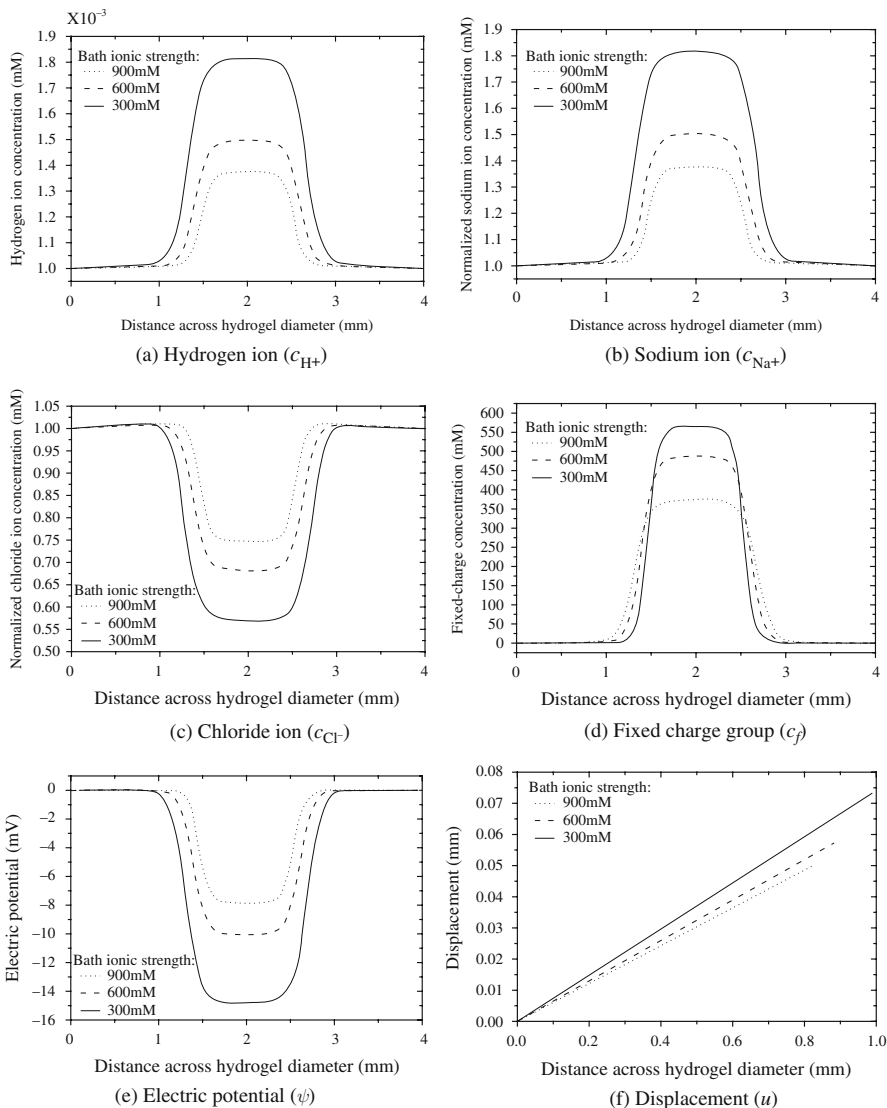 X10⁻³
Hydrogen ion concentration (mM)
1.9
1.8
1.7
1.6
1.5
1.4
1.3
1.2
1.1
1.0
Bath ionic strength:
900mM
600mM
300mM
0 1 2 3 4
Distance across hydrogel diameter (mm)
(a) Hydrogen ion (cH+)
Normalized sodium ion concentration (mM)
1.9
1.8
1.7
1.6
1.5
1.4
1.3
1.2
1.1
1.0
Bath ionic strength:
900mM
600mM
300mM
0 1 2 3 4
Distance across hydrogel diameter (mm)
(b) Sodium ion (cNa+)
Normalized chloride ion concentration (mM)
1.05
1.00
0.95
0.90
0.85
0.80
0.75
0.70
0.65
0.60
0.55
0.50
Bath ionic strength:
900mM
600mM
300mM
0 1 2 3 4
Distance across hydrogel diameter (mm)
(c) Chloride ion (cCl-)
Fixed-charge concentration (mM)
600
550
500
450
400
350
300
250
200
150
100
50
0
Bath ionic strength:
900mM
600mM
300mM
0 1 2 3 4
Distance across hydrogel diameter (mm)
(d) Fixed charge group (cf)
Electric potential (mV)
0
−2
−4
−6
−8
−10
−12
−14
−16
Bath ionic strength:
900mM
600mM
300mM
0 1 2 3 4
Distance across hydrogel diameter (mm)
(e) Electric potential (ψ)
Displacement (mm)
0.08
0.07
0.06
0.05
0.04
0.03
0.02
0.01
0.00
Bath ionic strength:
900mM
600mM
300mM
0.0 0.2 0.4 0.6 0.8 1.0
Distance across hydrogel diameter (mm)
(f) Displacement (u)